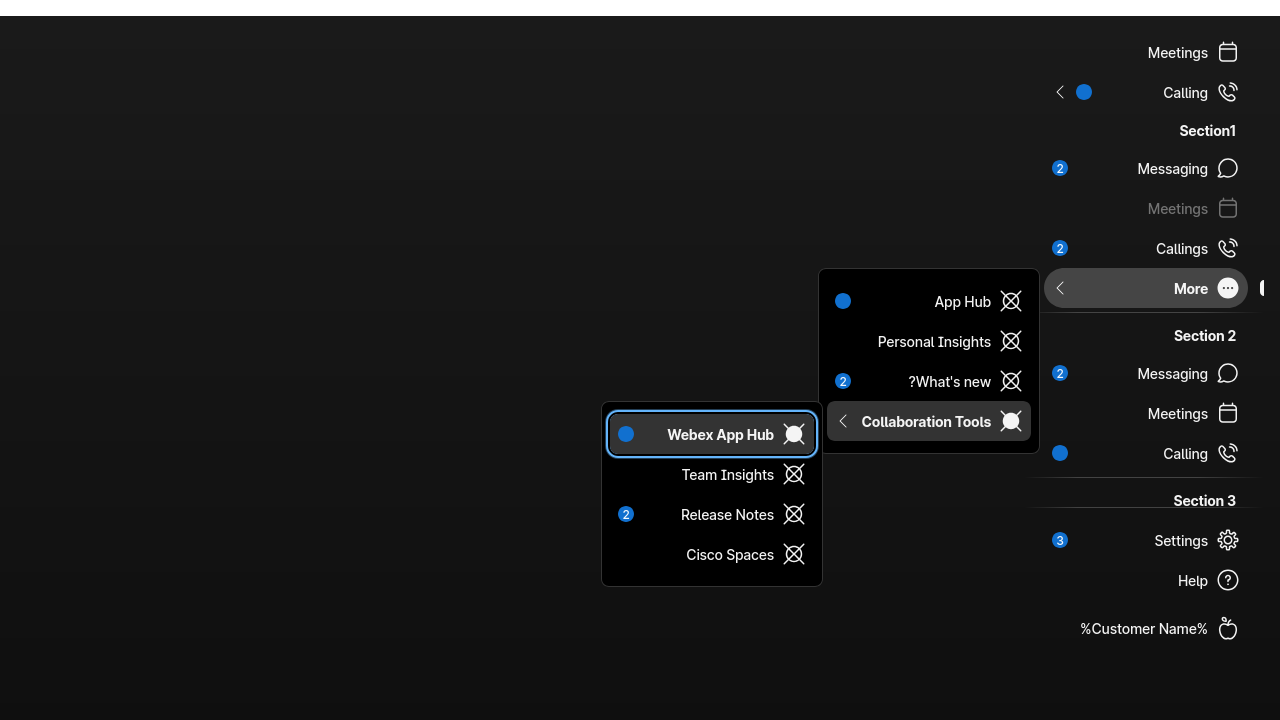 Meetings
Calling
Section1
Messaging 2
Meetings
Callings 2
More
App Hub
Personal Insights
?What's new 2
Collaboration Tools
Webex App Hub
Team Insights
Release Notes 2
Cisco Spaces
Section 2
Messaging 2
Meetings
Calling
Section 3
Settings 3
Help
%Customer Name%